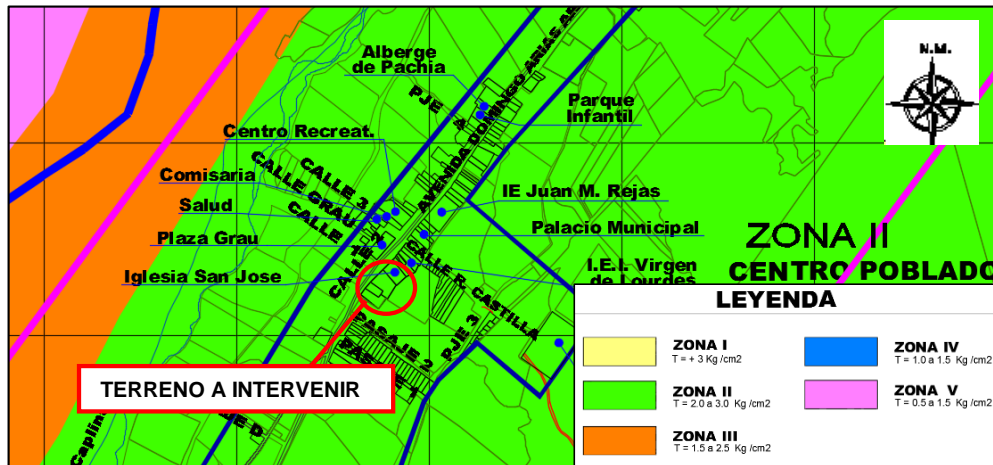 N.M.
Alberge
de Pachia
PJE 4
AVENIDA DOMINGO ARIAS AR
Parque
Infantil
Centro Recreat.
CALLE 3
Comisaria
CALLE GRAU
IE Juan M. Rejas
Salud
CALLE 1
Palacio Municipal
Plaza Grau
CALLE 2
CALLE R. CASTILLA
Iglesia San Jose
I.E.I. Virgen
de Lourdes
ZONA II
CENTRO POBLADO
PASAJE 2
PJE 3
TERRENO A INTERVENIR
Caplina
LEYENDA
ZONA I
T = + 3 Kg /cm2
ZONA II
T = 2.0 a 3.0 Kg /cm2
ZONA III
T = 1.5 a 2.5 Kg /cm2
ZONA IV
T = 1.0 a 1.5 Kg /cm2
ZONA V
T = 0.5 a 1.5 Kg /cm2